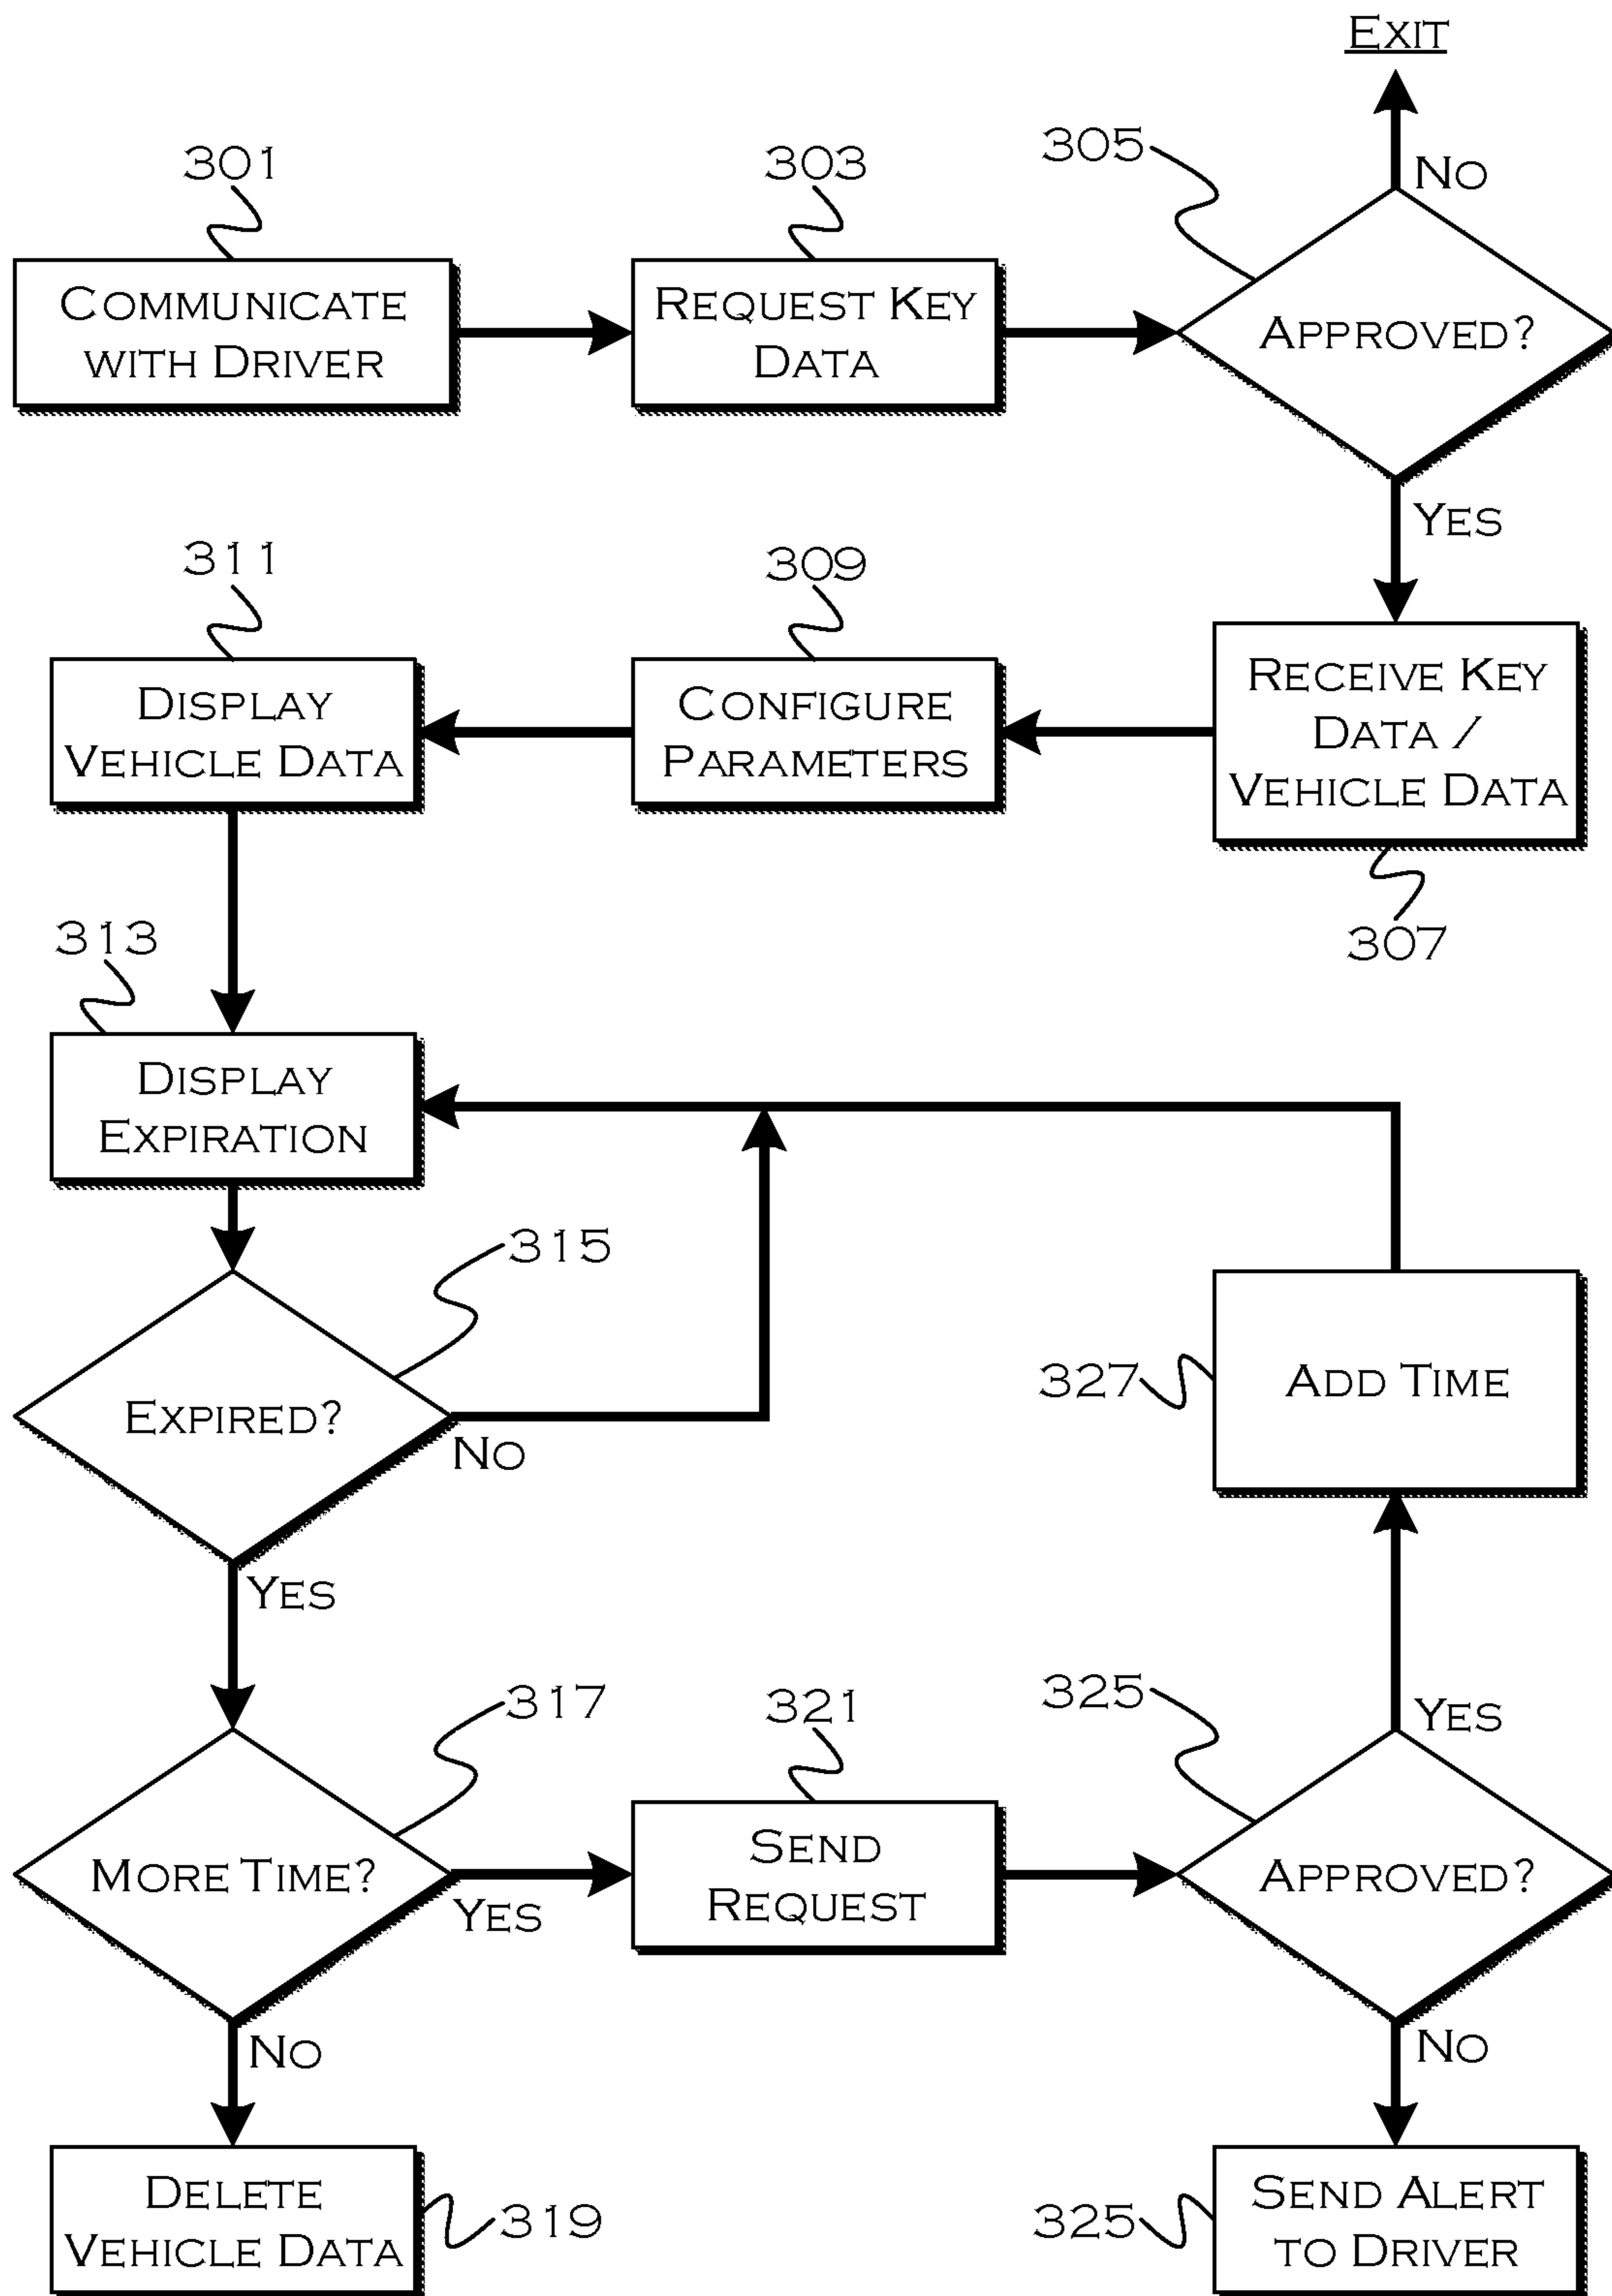 EXIT
301
303
305
NO
COMMUNICATE
WITH DRIVER
REQUEST KEY
DATA
APPROVED?
YES
311
309
DISPLAY
VEHICLE DATA
CONFIGURE
PARAMETERS
RECEIVE KEY
DATA /
VEHICLE DATA
307
313
DISPLAY
EXPIRATION
315
EXPIRED?
NO
327
ADD TIME
YES
317
321
325
YES
MORE TIME?
YES
SEND
REQUEST
APPROVED?
NO
NO
DELETE
VEHICLE DATA
319
325
SEND ALERT
TO DRIVER